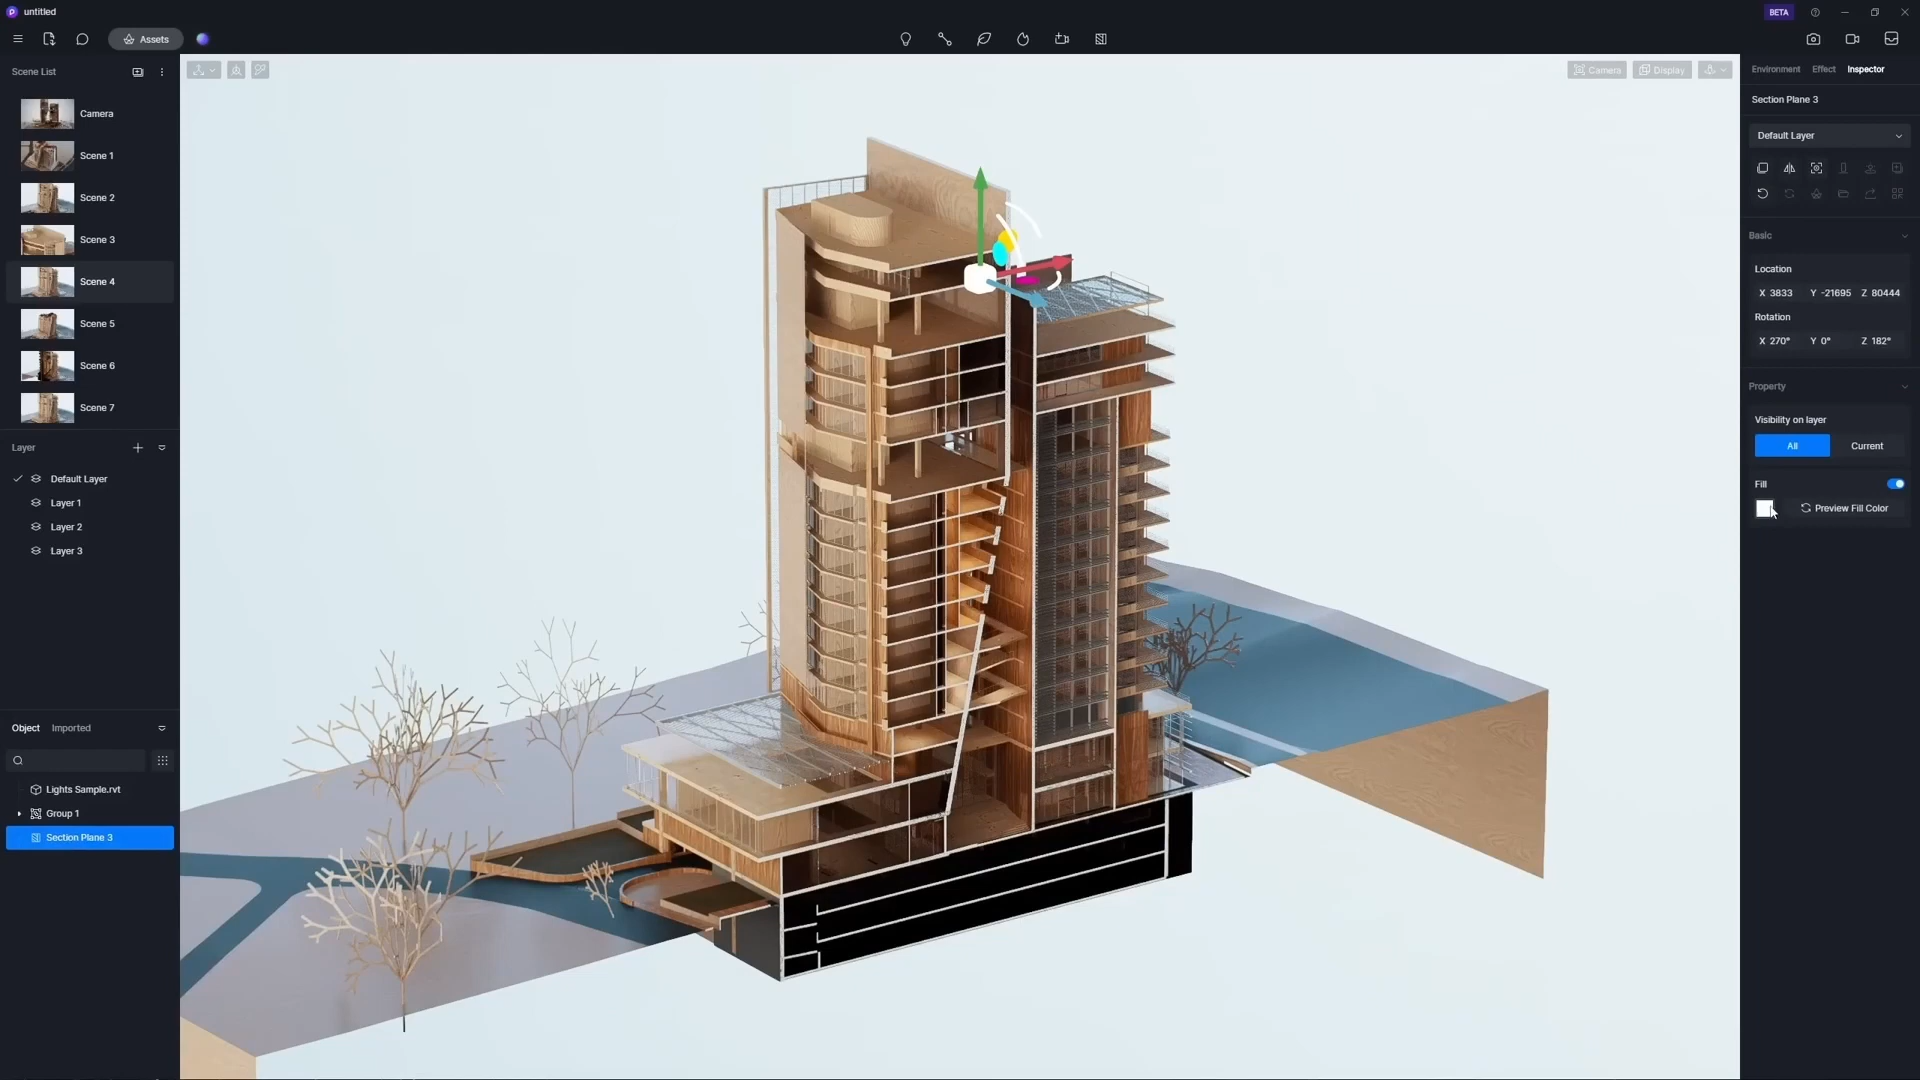 untitled
BETA
Assets
Scene List
Camera
Scene 1
Scene 2
Scene 3
Scene 4
Scene 5
Scene 6
Scene 7
Layer
Default Layer
Layer 1
Layer 2
Layer 3
Object Imported
Lights Sample.rvt
Group 1
Section Plane 3
Camera Display
Environment Effect Inspector
Section Plane 3
Default Layer
Basic
Location
X 3833 Y -21695 Z 80444
Rotation
X 270° Y 0° Z 182°
Property
Visibility on layer
All Current
Fill
Preview Fill Color